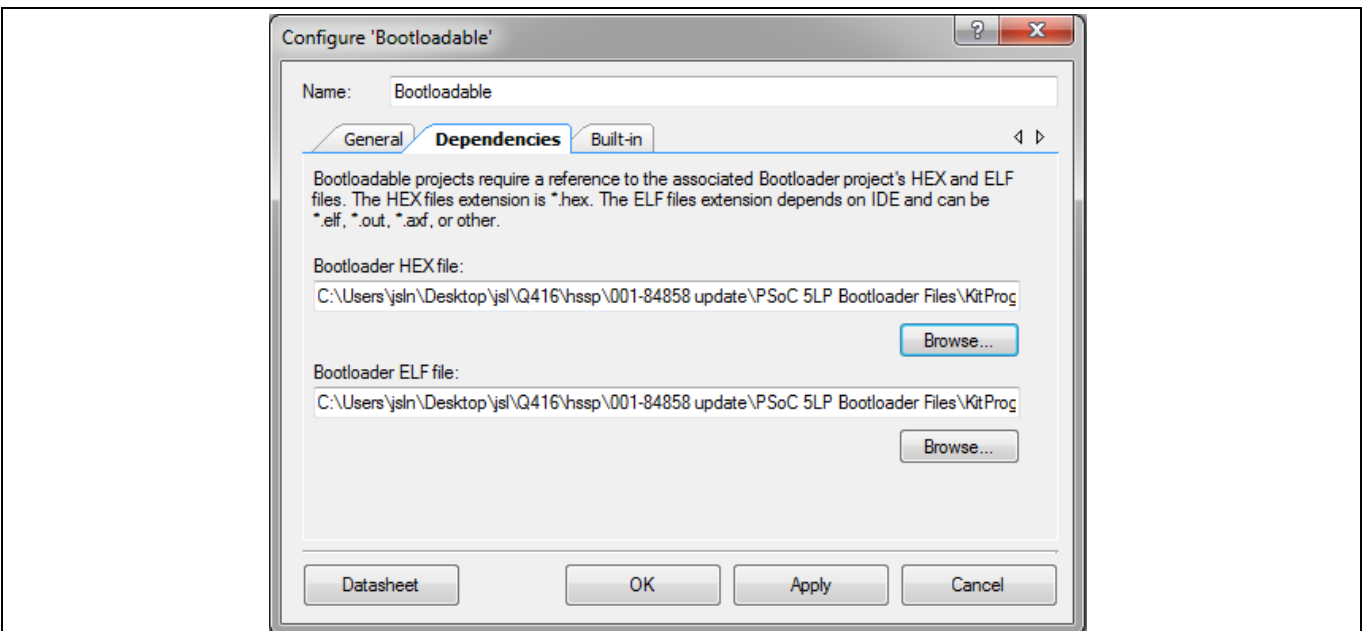 Configure 'Bootloadable'
?
x
Name:
Bootloadable
General
Dependencies
Built-in
Bootloadable projects require a reference to the associated Bootloader project's HEX and ELF
files. The HEX files extension is *.hex. The ELF files extension depends on IDE and can be
*.elf, *.out, *.axf, or other.
Bootloader HEX file:
C:\Users\jsln\Desktop\jsl\Q416\hssp\001-84858 update\PSoC 5LP Bootloader Files\KitProg
Browse...
Bootloader ELF file:
C:\Users\jsln\Desktop\jsl\Q416\hssp\001-84858 update\PSoC 5LP Bootloader Files\KitProg
Browse...
Datasheet
OK
Apply
Cancel